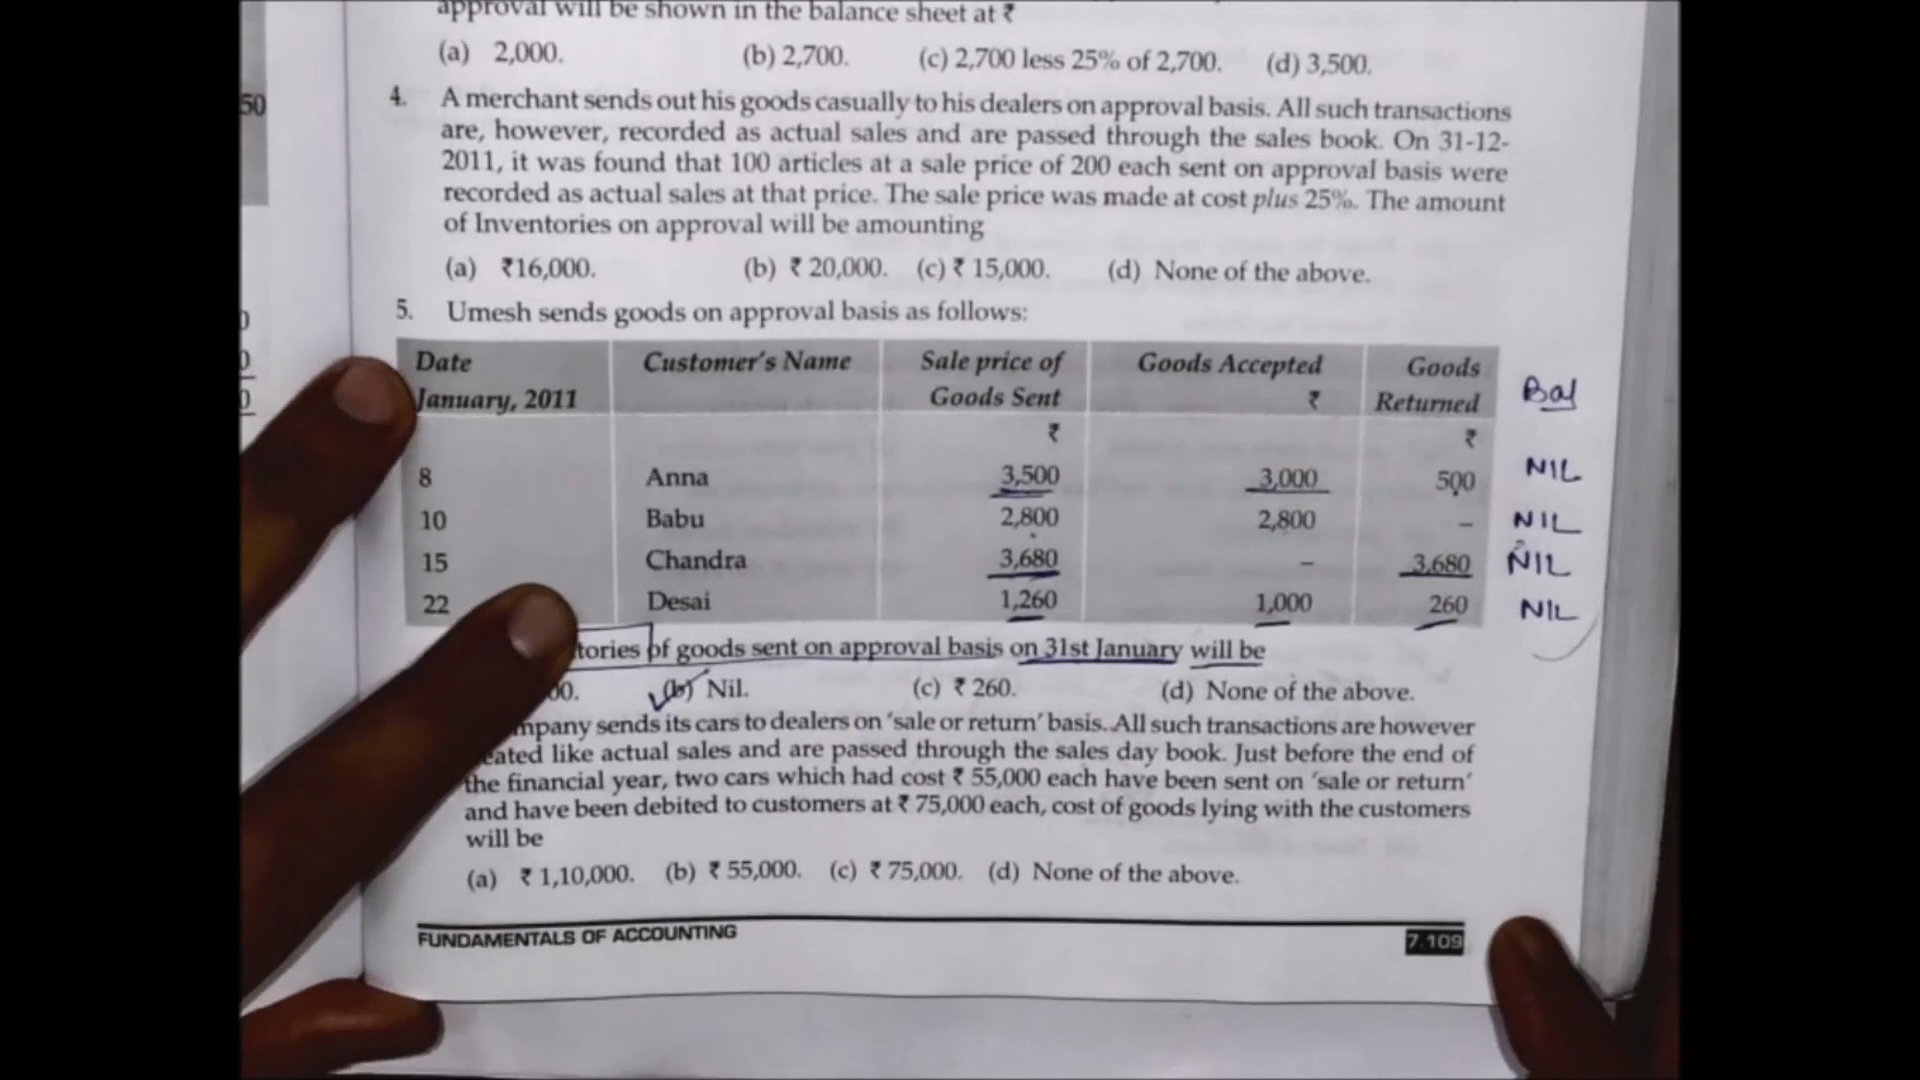 approval will be shown in the balance sheet at ₹
(a) 2,000. (b) 2,700. (c) 2,700 less 25% of 2,700. (d) 3,500.
50
4. A merchant sends out his goods casually to his dealers on approval basis. All such transactions
are, however, recorded as actual sales and are passed through the sales book. On 31-12-
2011, it was found that 100 articles at a sale price of 200 each sent on approval basis were
recorded as actual sales at that price. The sale price was made at cost plus 25%. The amount
of Inventories on approval will be amounting
(a) ₹16,000. (b) ₹ 20,000. (c) ₹ 15,000. (d) None of the above.
5. Umesh sends goods on approval basis as follows:
Date Customer's Name Sale price of Goods Accepted Goods
January, 2011 Goods Sent ₹ Returned Bal
₹ ₹
8 Anna 3,500 3,000 500 NIL
10 Babu 2,800 2,800 – NIL
15 Chandra 3,680 – 3,680 NIL
22 Desai 1,260 1,000 260 NIL
tories of goods sent on approval basis on 31st January will be
00. (b) Nil. (c) ₹ 260. (d) None of the above.
mpany sends its cars to dealers on 'sale or return' basis. All such transactions are however
eated like actual sales and are passed through the sales day book. Just before the end of
the financial year, two cars which had cost ₹ 55,000 each have been sent on 'sale or return'
and have been debited to customers at ₹ 75,000 each, cost of goods lying with the customers
will be
(a) ₹ 1,10,000. (b) ₹ 55,000. (c) ₹ 75,000. (d) None of the above.
FUNDAMENTALS OF ACCOUNTING 7.109